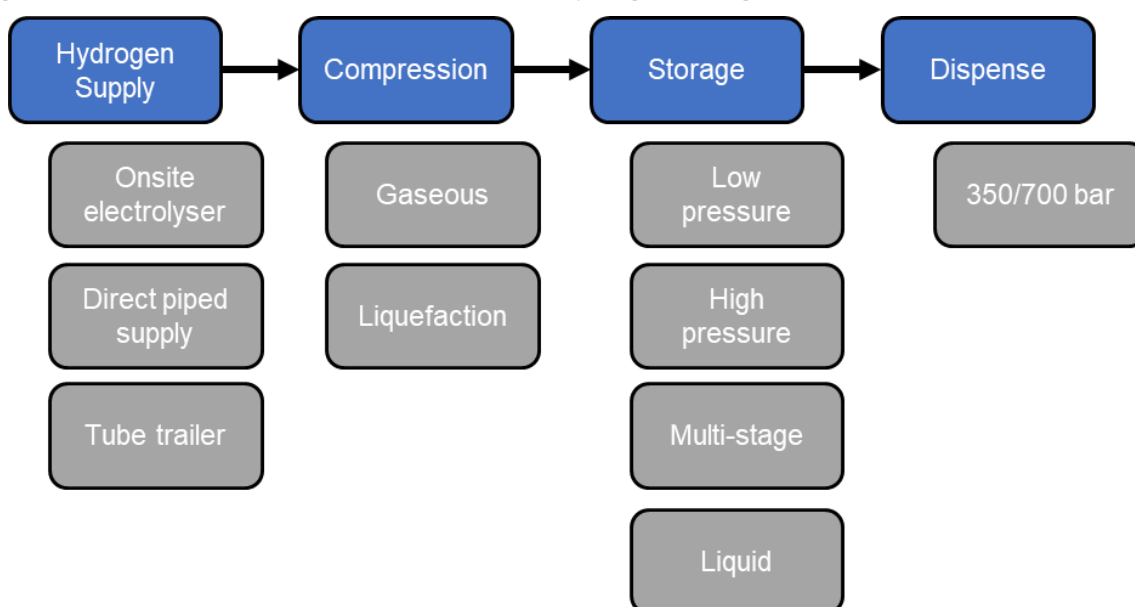 Hydrogen
Supply
Compression
Storage
Dispense
Onsite
electrolyser
Gaseous
Low
pressure
350/700 bar
Direct piped
supply
Liquefaction
High
pressure
Tube trailer
Multi-stage
Liquid